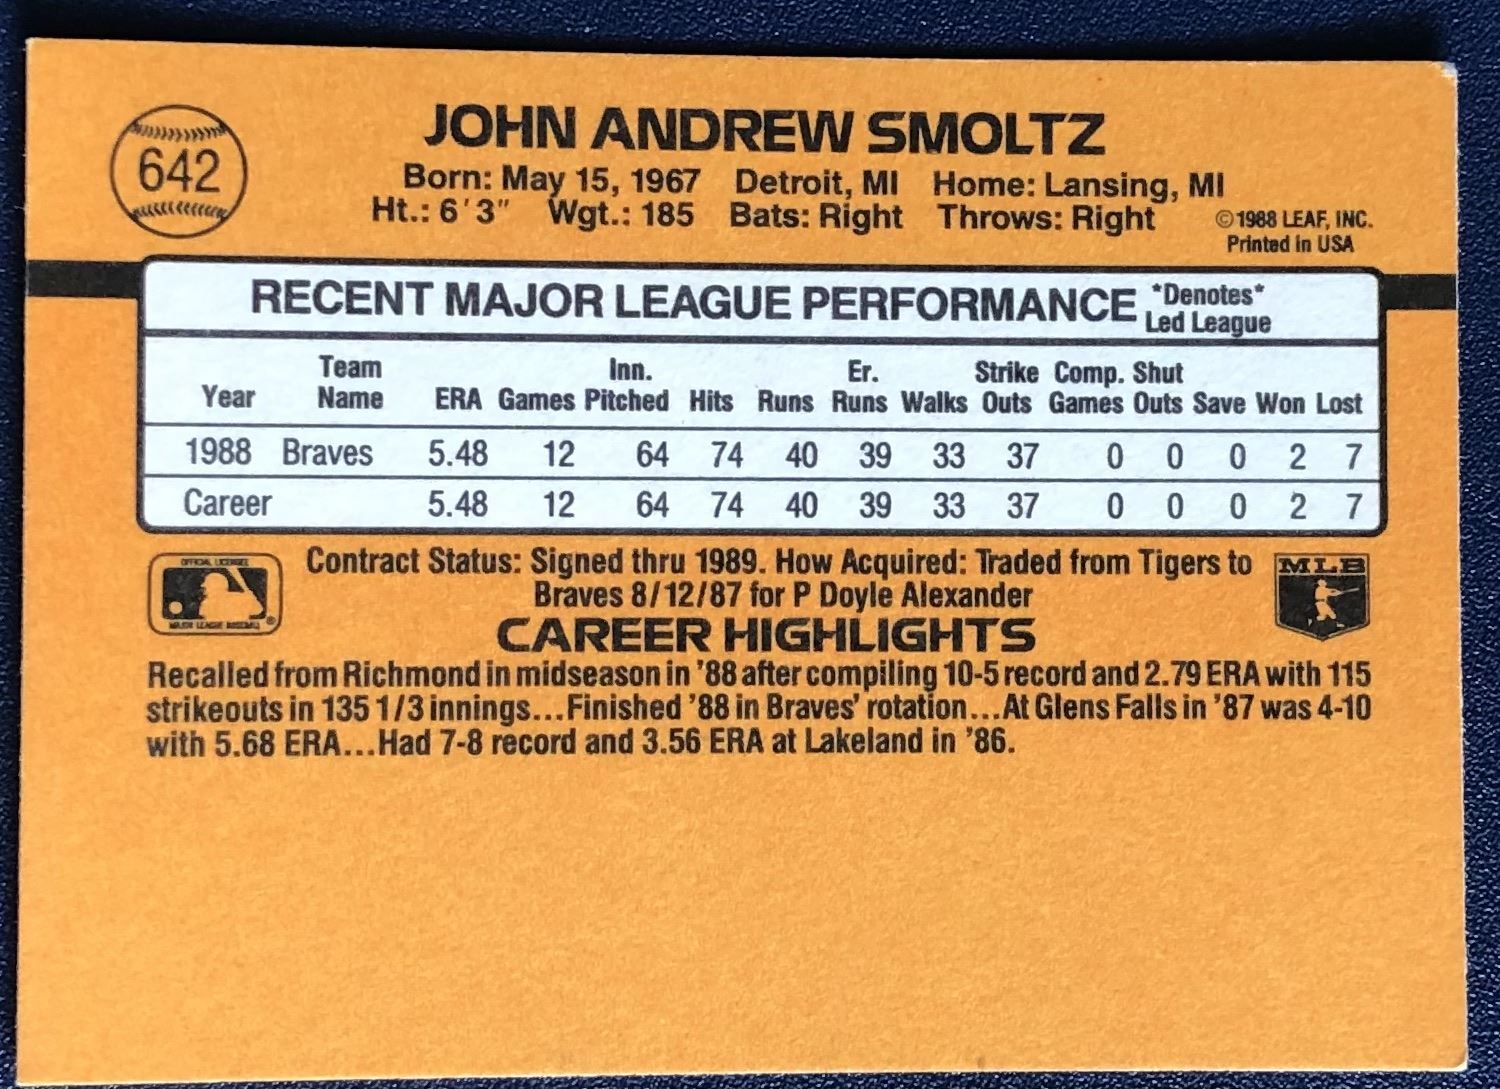 JOHN ANDREW SMOLTZ
642
Born: May 15, 1967 Detroit, MI Home: Lansing, MI
Ht.: 6'3" Wgt.: 185 Bats: Right Throws: Right
©1988 LEAF, INC.
Printed in USA
RECENT MAJOR LEAGUE PERFORMANCE *Denotes*
Led League
Team Inn. Er. Strike Comp. Shut
Year Name ERA Games Pitched Hits Runs Runs Walks Outs Games Outs Save Won Lost
1988 Braves 5.48 12 64 74 40 39 33 37 0 0 0 2 7
Career 5.48 12 64 74 40 39 33 37 0 0 0 2 7
OFFICIAL LICENSEE
MAJOR LEAGUE BASEBALL ®
Contract Status: Signed thru 1989. How Acquired: Traded from Tigers to
Braves 8/12/87 for P Doyle Alexander
MLB
CAREER HIGHLIGHTS
Recalled from Richmond in midseason in '88 after compiling 10-5 record and 2.79 ERA with 115
strikeouts in 135 1/3 innings...Finished '88 in Braves' rotation...At Glens Falls in '87 was 4-10
with 5.68 ERA...Had 7-8 record and 3.56 ERA at Lakeland in '86.